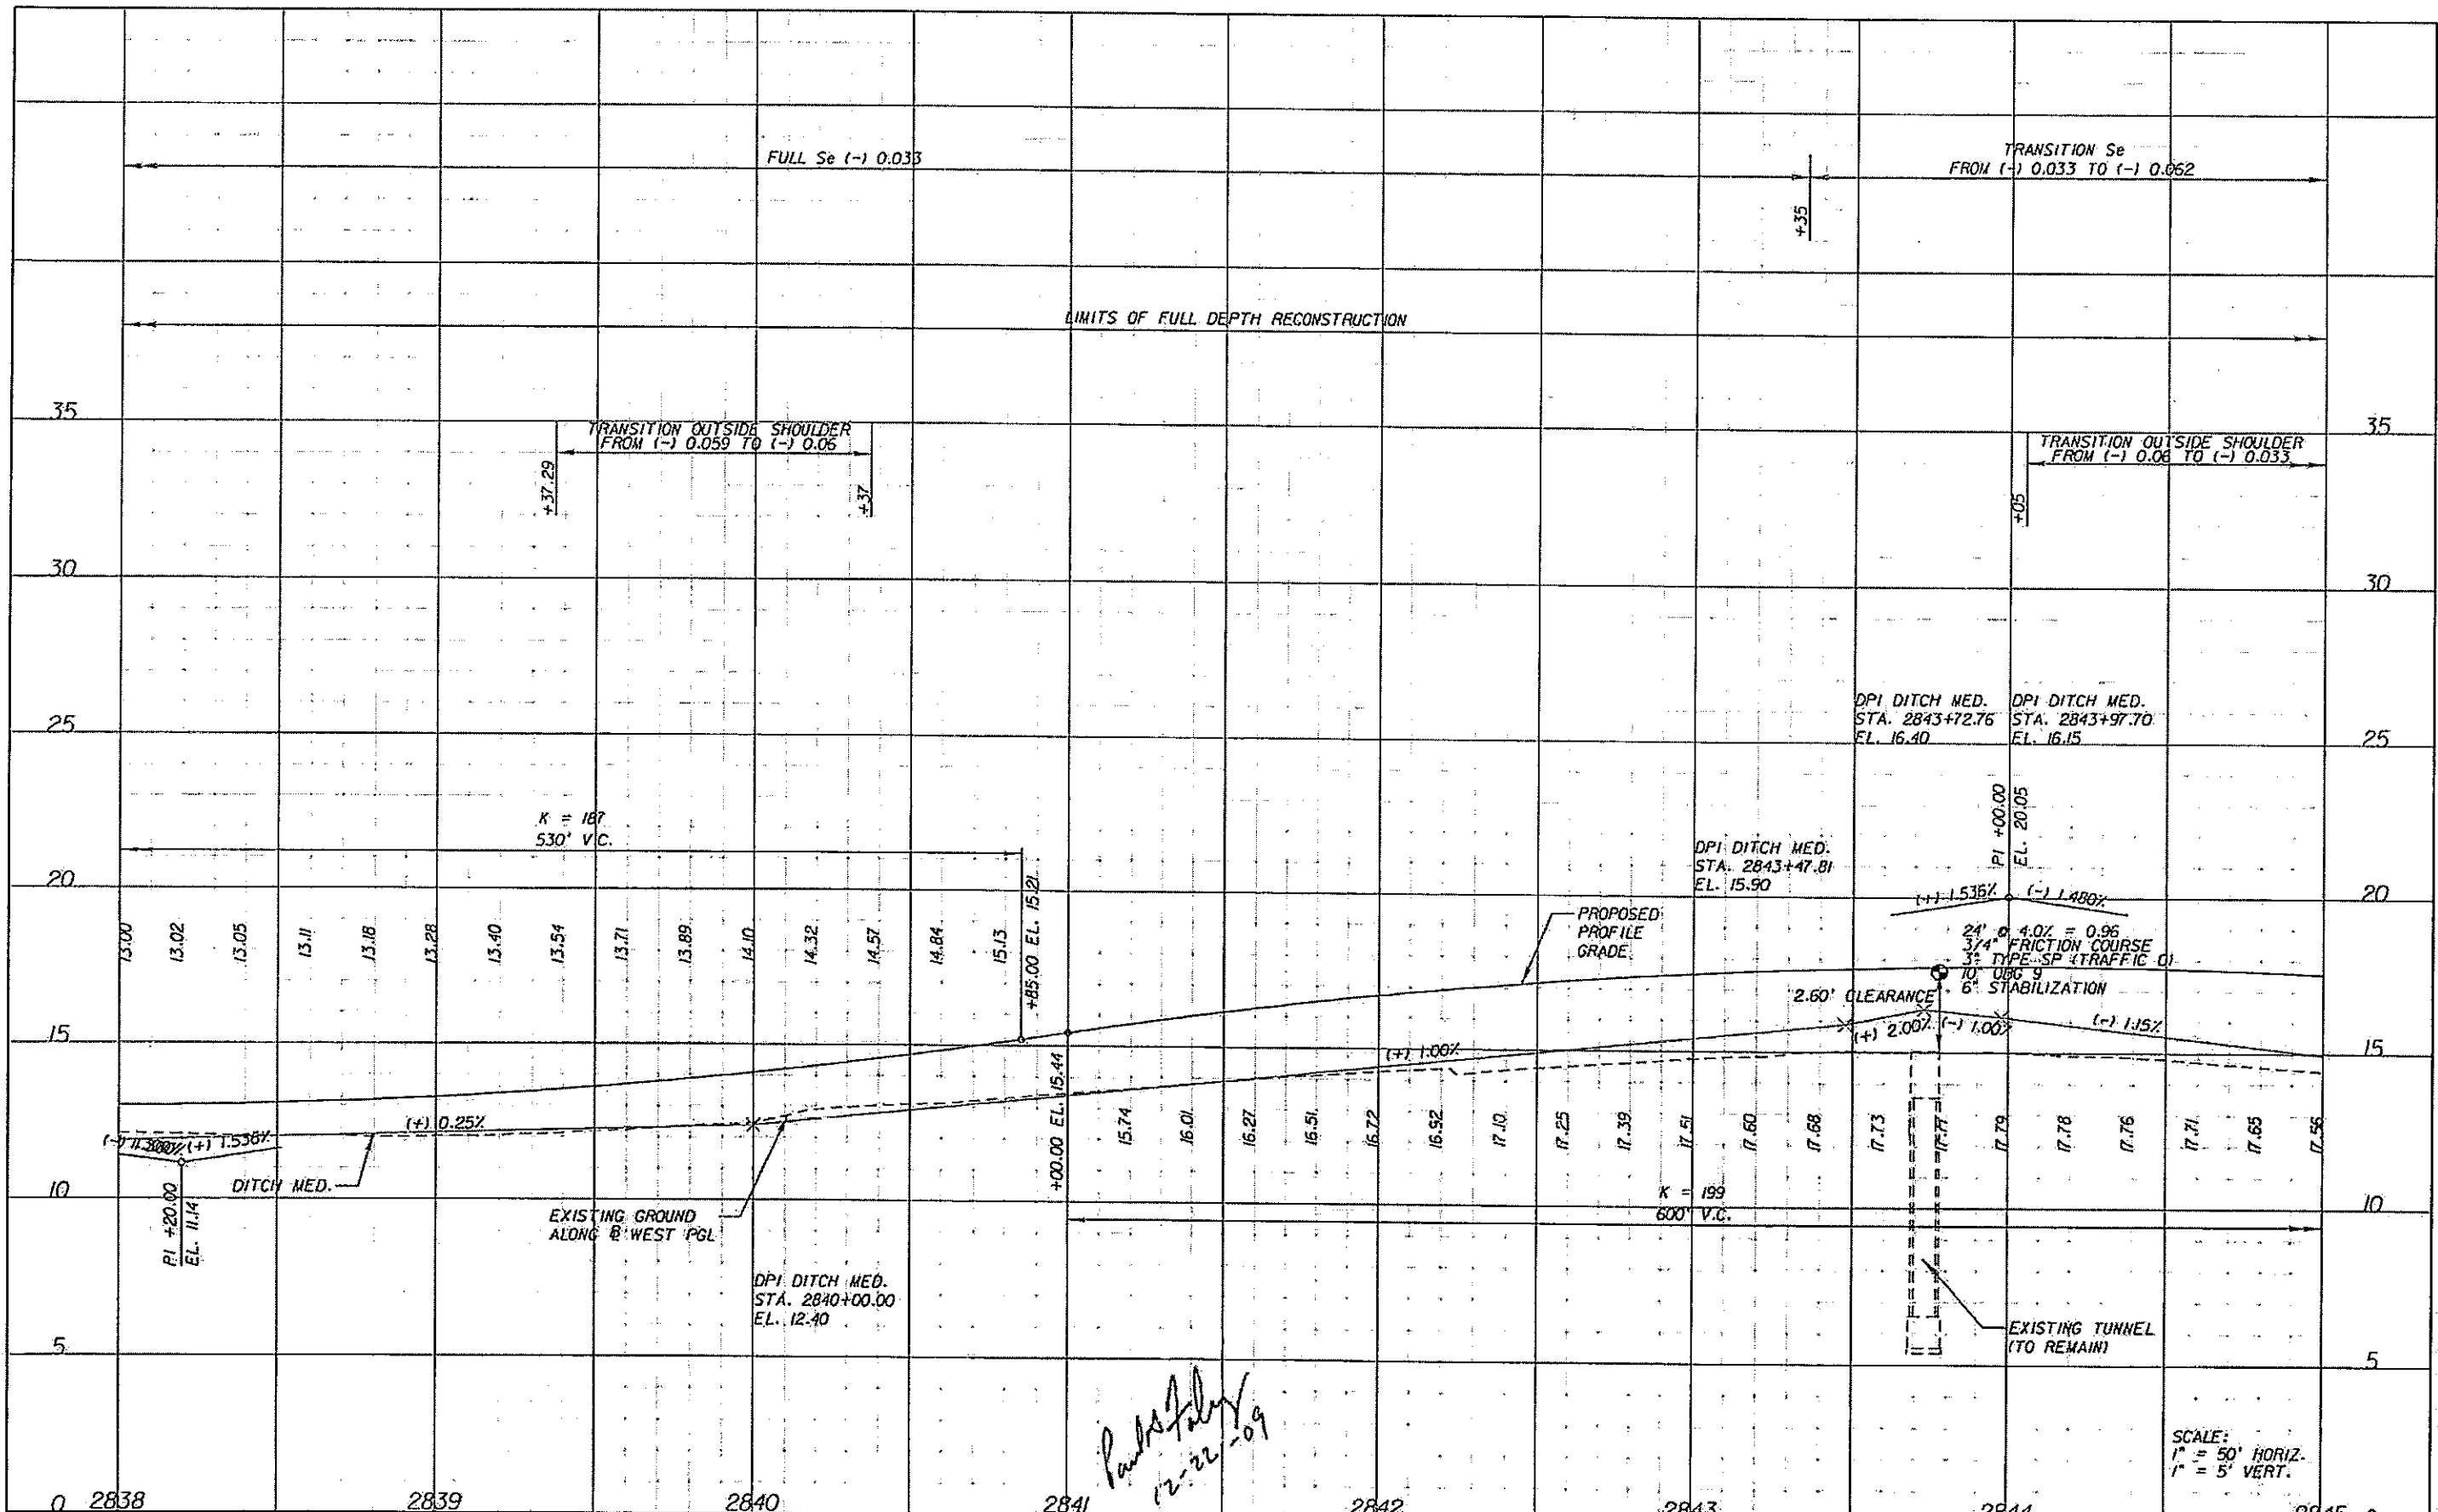 FULL Se (-) 0.033
TRANSITION Se
FROM (-) 0.033 TO (-) 0.062
+35
LIMITS OF FULL DEPTH RECONSTRUCTION
35
35
TRANSITION OUTSIDE SHOULDER
FROM (-) 0.059 TO (-) 0.06
+37.29
+37
TRANSITION OUTSIDE SHOULDER
FROM (-) 0.06 TO (-) 0.033
+05
30
30
DPI DITCH MED.
STA. 2843+72.76
EL. 16.40
DPI DITCH MED.
STA. 2843+97.70
EL. 16.15
25
25
K = 187
530' V.C.
PI +00.00
EL. 20.05
DPI DITCH MED.
STA. 2843+47.81
EL. 15.90
20
20
(+) 1.536%
(-) 1.480%
13.00
13.02
13.05
13.11
13.18
13.28
13.40
13.54
13.71
13.89
14.10
14.32
14.57
14.84
15.13
+85.00 EL. 15.21
PROPOSED
PROFILE
GRADE
24' @ 4.0% = 0.96
3/4" FRICTION COURSE
3" TYPE SP (TRAFFIC D)
10" OBG 9
6" STABILIZATION
2.60' CLEARANCE
15
15
(+) 2.00%
(-) 1.00%
(-) 1.15%
(+) 1.00%
(+) 0.25%
(+) 1.536%
+00.00 EL. 15.44
15.74
16.01
16.27
16.51
16.72
16.92
17.10
17.25
17.39
17.51
17.60
17.68
17.73
17.77
17.79
17.78
17.76
17.71
17.65
17.56
DITCH MED.
PI +20.00
EL. 11.14
10
10
K = 199
600' V.C.
EXISTING GROUND
ALONG ℄ WEST PGL
DPI DITCH MED.
STA. 2840+00.00
EL. 12.40
EXISTING TUNNEL
(TO REMAIN)
5
5
12-22-09
SCALE:
1" = 50' HORIZ.
1" = 5' VERT.
0
2838
2839
2840
2841
2842
2843
2844
2845